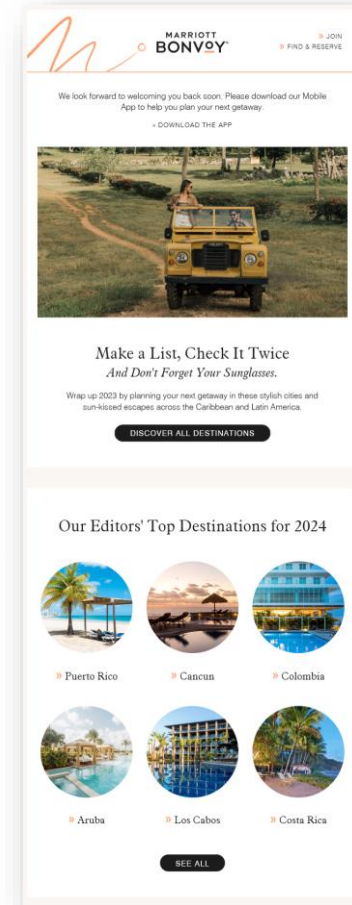 MARRIOTT
BONVOY
» JOIN
» FIND & RESERVE
We look forward to welcoming you back soon. Please download our Mobile
App to help you plan your next getaway.
» DOWNLOAD THE APP
Make a List, Check It Twice
And Don't Forget Your Sunglasses.
Wrap up 2023 by planning your next getaway in these stylish cities and
sun-kissed escapes across the Caribbean and Latin America.
DISCOVER ALL DESTINATIONS
Our Editors' Top Destinations for 2024
» Puerto Rico
» Cancun
» Colombia
» Aruba
» Los Cabos
» Costa Rica
SEE ALL